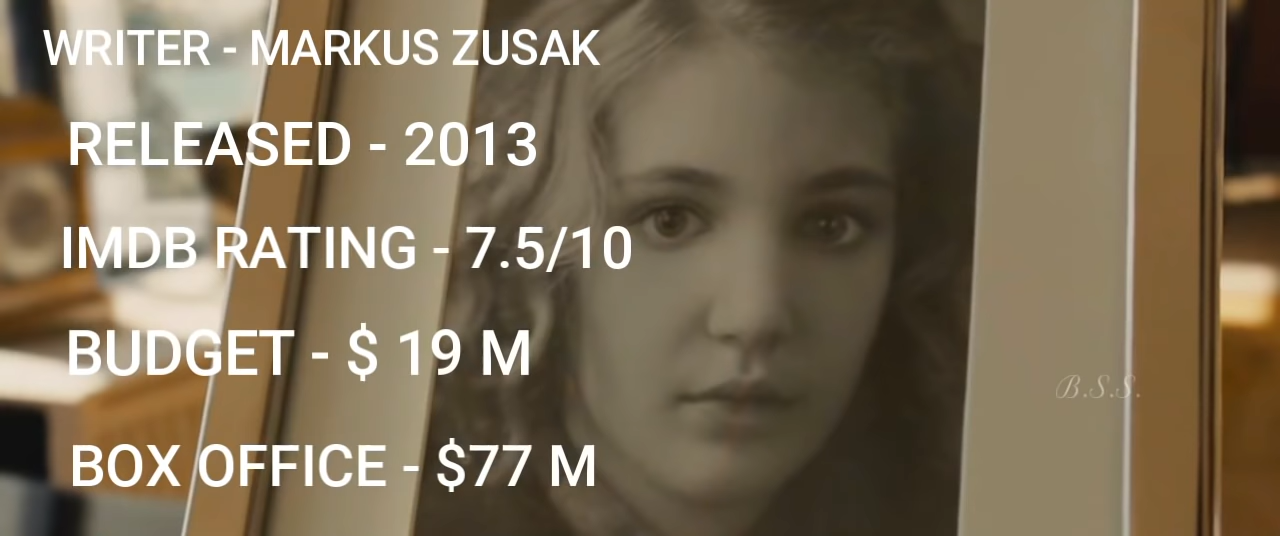 WRITER - MARKUS ZUSAK
RELEASED - 2013
IMDB RATING - 7.5/10
BUDGET - $ 19 M
B.S.S.
BOX OFFICE - $77 M